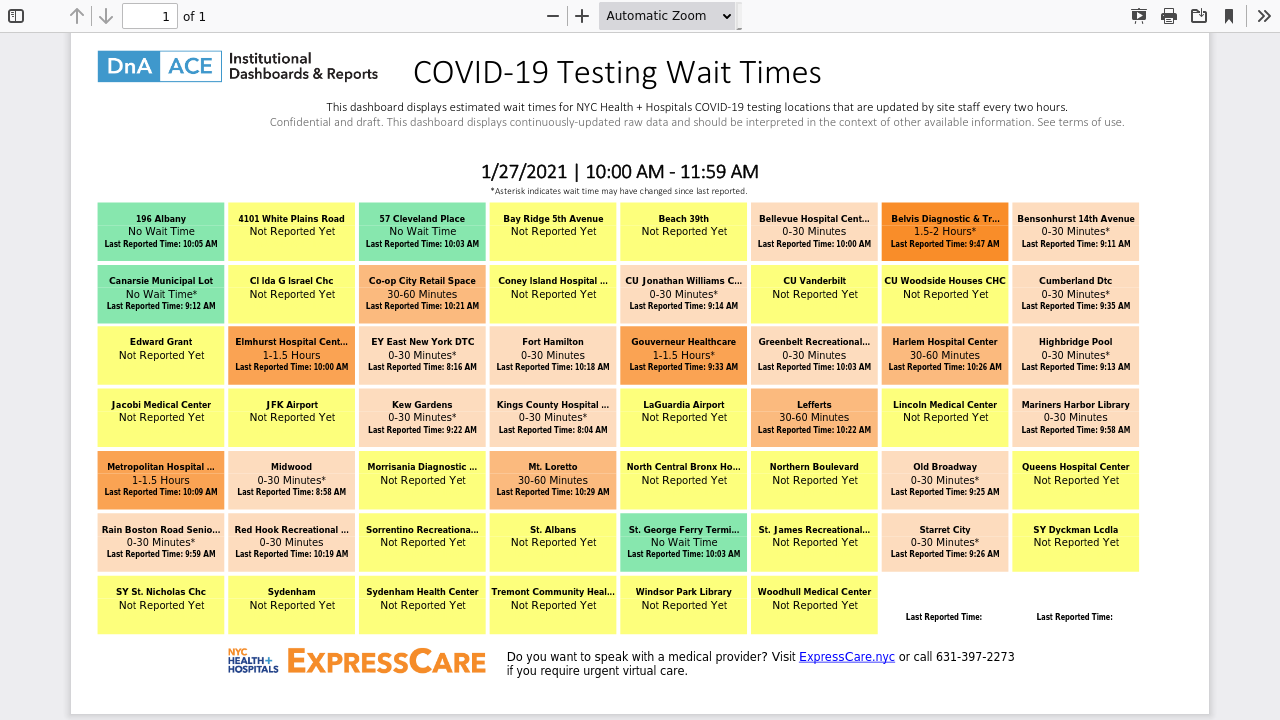 1 of 1
Automatic Zoom
DnA ACE Institutional
Dashboards & Reports
COVID-19 Testing Wait Times
This dashboard displays estimated wait times for NYC Health + Hospitals COVID-19 testing locations that are updated by site staff every two hours.
Confidential and draft. This dashboard displays continuously-updated raw data and should be interpreted in the context of other available information. See terms of use.
1/27/2021 | 10:00 AM - 11:59 AM
*Asterisk indicates wait time may have changed since last reported.
196 Albany
No Wait Time
Last Reported Time: 10:05 AM
4101 White Plains Road
Not Reported Yet
57 Cleveland Place
No Wait Time
Last Reported Time: 10:03 AM
Bay Ridge 5th Avenue
Not Reported Yet
Beach 39th
Not Reported Yet
Bellevue Hospital Cent...
0-30 Minutes
Last Reported Time: 10:00 AM
Belvis Diagnostic & Tr...
1.5-2 Hours*
Last Reported Time: 9:47 AM
Bensonhurst 14th Avenue
0-30 Minutes*
Last Reported Time: 9:11 AM
Canarsie Municipal Lot
No Wait Time*
Last Reported Time: 9:12 AM
Cl Ida G Israel Chc
Not Reported Yet
Co-op City Retail Space
30-60 Minutes
Last Reported Time: 10:21 AM
Coney Island Hospital ...
Not Reported Yet
CU Jonathan Williams C...
0-30 Minutes*
Last Reported Time: 9:14 AM
CU Vanderbilt
Not Reported Yet
CU Woodside Houses CHC
Not Reported Yet
Cumberland Dtc
0-30 Minutes*
Last Reported Time: 9:35 AM
Edward Grant
Not Reported Yet
Elmhurst Hospital Cent...
1-1.5 Hours
Last Reported Time: 10:00 AM
EY East New York DTC
0-30 Minutes*
Last Reported Time: 8:16 AM
Fort Hamilton
0-30 Minutes
Last Reported Time: 10:18 AM
Gouverneur Healthcare
1-1.5 Hours*
Last Reported Time: 9:33 AM
Greenbelt Recreational...
0-30 Minutes
Last Reported Time: 10:03 AM
Harlem Hospital Center
30-60 Minutes
Last Reported Time: 10:26 AM
Highbridge Pool
0-30 Minutes*
Last Reported Time: 9:13 AM
Jacobi Medical Center
Not Reported Yet
JFK Airport
Not Reported Yet
Kew Gardens
0-30 Minutes*
Last Reported Time: 9:22 AM
Kings County Hospital ...
0-30 Minutes*
Last Reported Time: 8:04 AM
LaGuardia Airport
Not Reported Yet
Lefferts
30-60 Minutes
Last Reported Time: 10:22 AM
Lincoln Medical Center
Not Reported Yet
Mariners Harbor Library
0-30 Minutes
Last Reported Time: 9:58 AM
Metropolitan Hospital ...
1-1.5 Hours
Last Reported Time: 10:09 AM
Midwood
0-30 Minutes*
Last Reported Time: 8:58 AM
Morrisania Diagnostic ...
Not Reported Yet
Mt. Loretto
30-60 Minutes
Last Reported Time: 10:29 AM
North Central Bronx Ho...
Not Reported Yet
Northern Boulevard
Not Reported Yet
Old Broadway
0-30 Minutes*
Last Reported Time: 9:25 AM
Queens Hospital Center
Not Reported Yet
Rain Boston Road Senio...
0-30 Minutes*
Last Reported Time: 9:59 AM
Red Hook Recreational ...
0-30 Minutes
Last Reported Time: 10:19 AM
Sorrentino Recreationa...
Not Reported Yet
St. Albans
Not Reported Yet
St. George Ferry Termi...
No Wait Time
Last Reported Time: 10:03 AM
St. James Recreational...
Not Reported Yet
Starret City
0-30 Minutes*
Last Reported Time: 9:26 AM
SY Dyckman Lcdla
Not Reported Yet
SY St. Nicholas Chc
Not Reported Yet
Sydenham
Not Reported Yet
Sydenham Health Center
Not Reported Yet
Tremont Community Heal...
Not Reported Yet
Windsor Park Library
Not Reported Yet
Woodhull Medical Center
Not Reported Yet
Last Reported Time:
Last Reported Time:
NYC
HEALTH+
HOSPITALS
EXPRESSCARE
Do you want to speak with a medical provider? Visit ExpressCare.nyc or call 631-397-2273
if you require urgent virtual care.